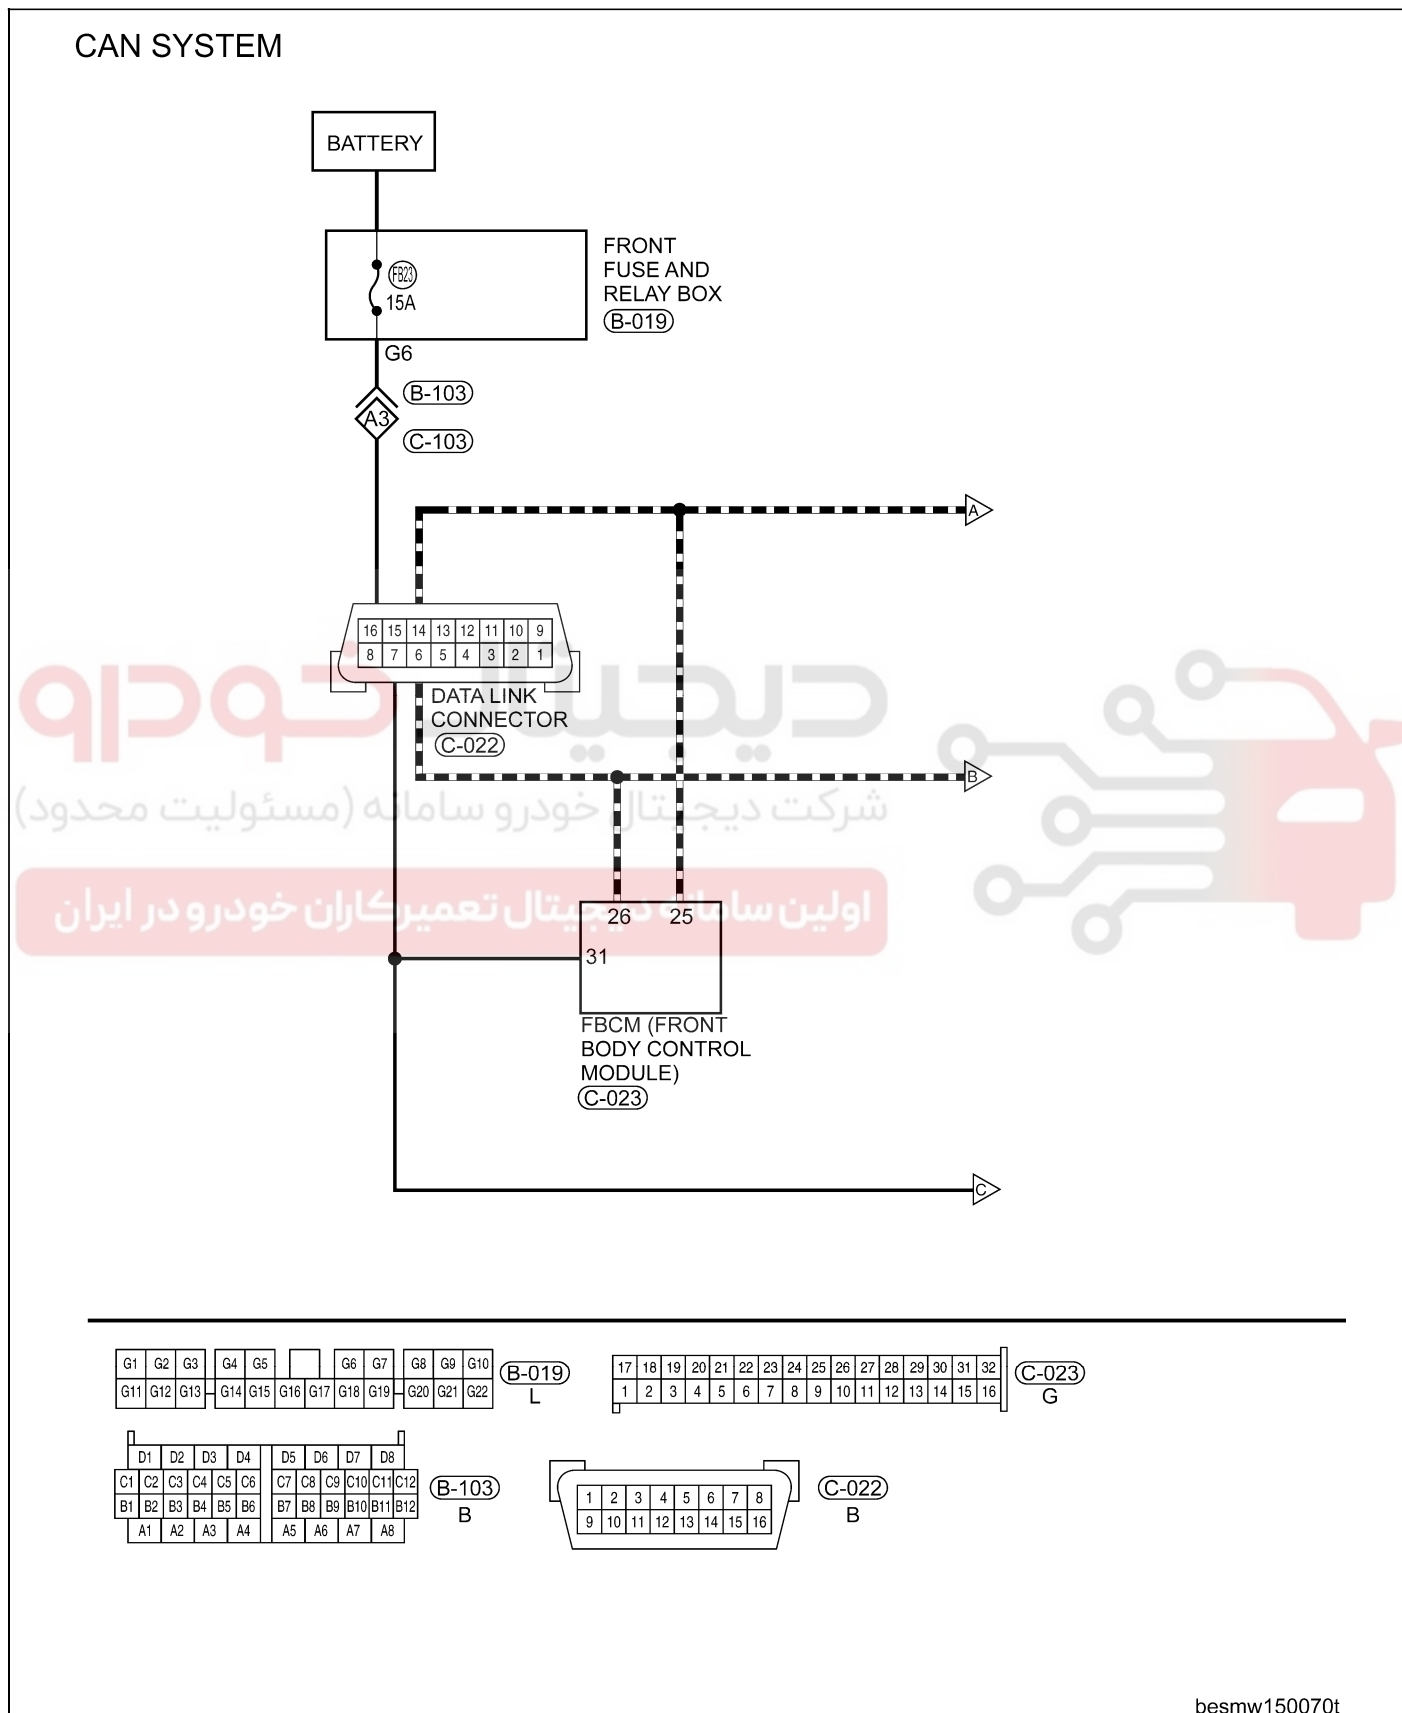 CAN SYSTEM
BATTERY
FB23
15A
FRONT
FUSE AND
RELAY BOX
B-019
G6
B-103
A3
C-103
A
16 15 14 13 12 11 10 9
8 7 6 5 4 3 2 1
DATA LINK
CONNECTOR
C-022
B
دیجیتال خودرو
شرکت دیجیتال خودرو سامانه (مسئولیت محدود)
اولین سامانه دیجیتال تعمیرکاران خودرو در ایران
26 25
31
FBCM (FRONT
BODY CONTROL
MODULE)
C-023
C
G1 G2 G3 G4 G5 G6 G7 G8 G9 G10
G11 G12 G13 G14 G15 G16 G17 G18 G19 G20 G21 G22
B-019
L
17 18 19 20 21 22 23 24 25 26 27 28 29 30 31 32
1 2 3 4 5 6 7 8 9 10 11 12 13 14 15 16
C-023
G
D1 D2 D3 D4 D5 D6 D7 D8
C1 C2 C3 C4 C5 C6 C7 C8 C9 C10 C11 C12
B1 B2 B3 B4 B5 B6 B7 B8 B9 B10 B11 B12
A1 A2 A3 A4 A5 A6 A7 A8
B-103
B
1 2 3 4 5 6 7 8
9 10 11 12 13 14 15 16
C-022
B
besmw150070t